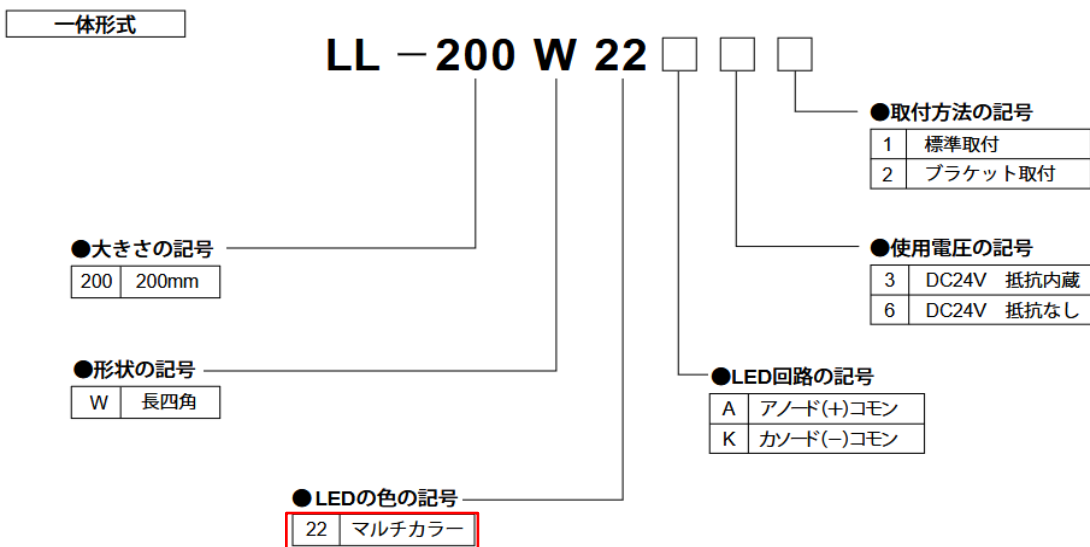 一体形式
LL－200 W 22 □ □ □
●取付方法の記号
1 標準取付
2 ブラケット取付
●大きさの記号
200 200mm
●使用電圧の記号
3 DC24V 抵抗内蔵
6 DC24V 抵抗なし
●形状の記号
W 長四角
●LED回路の記号
A アノード(+)コモン
K カソード(−)コモン
●LEDの色の記号
22 マルチカラー